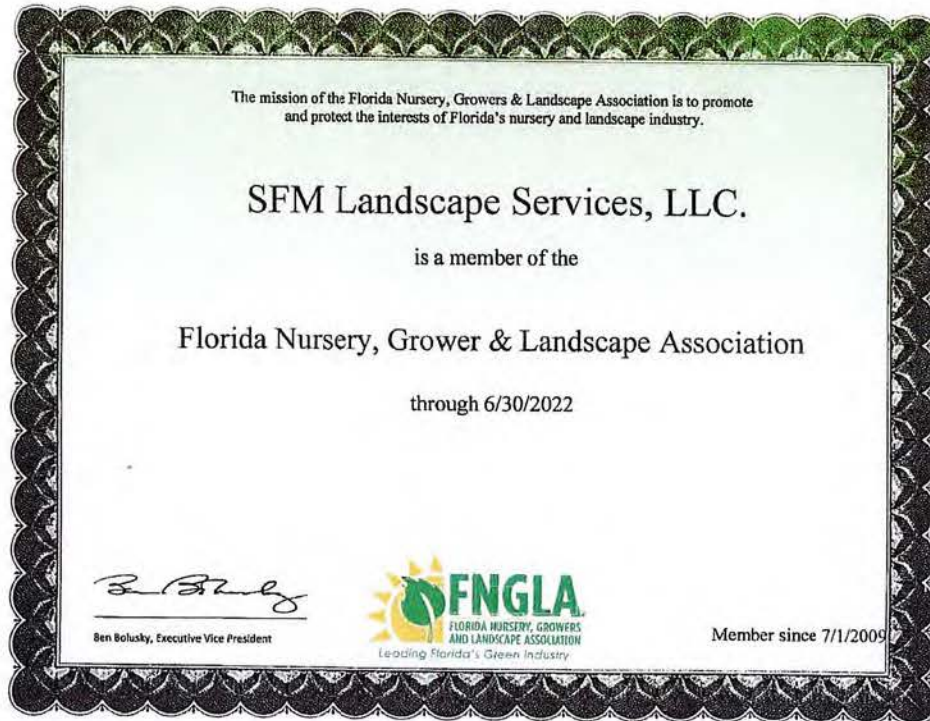 The mission of the Florida Nursery, Growers & Landscape Association is to promote
and protect the interests of Florida's nursery and landscape industry.
SFM Landscape Services, LLC.
is a member of the
Florida Nursery, Grower & Landscape Association
through 6/30/2022
Ben Bolusky
Ben Bolusky, Executive Vice President
FNGLA
FLORIDA NURSERY, GROWERS
AND LANDSCAPE ASSOCIATION
Leading Florida's Green Industry
Member since 7/1/2009